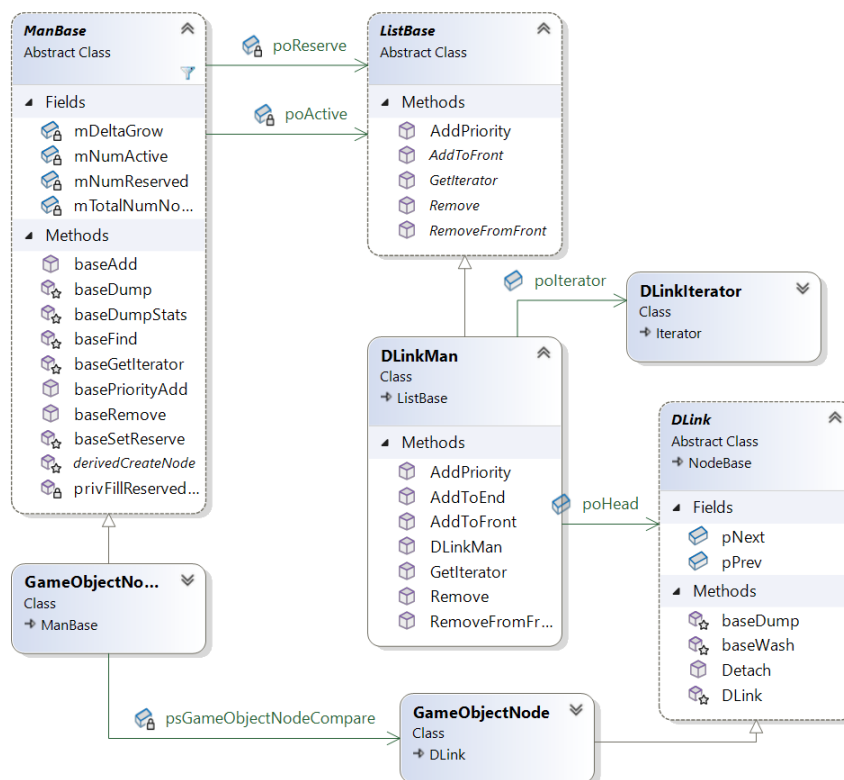 ManBase
Abstract Class
Fields
mDeltaGrow
mNumActive
mNumReserved
mTotalNumNo...
Methods
baseAdd
baseDump
baseDumpStats
baseFind
baseGetIterator
basePriorityAdd
baseRemove
baseSetReserve
derivedCreateNode
privFillReserved...
poReserve
poActive
ListBase
Abstract Class
Methods
AddPriority
AddToFront
GetIterator
Remove
RemoveFromFront
poIterator
DLinkIterator
Class
Iterator
DLinkMan
Class
ListBase
Methods
AddPriority
AddToEnd
AddToFront
DLinkMan
GetIterator
Remove
RemoveFromFr...
poHead
DLink
Abstract Class
NodeBase
Fields
pNext
pPrev
Methods
baseDump
baseWash
Detach
DLink
GameObjectNo...
Class
ManBase
psGameObjectNodeCompare
GameObjectNode
Class
DLink